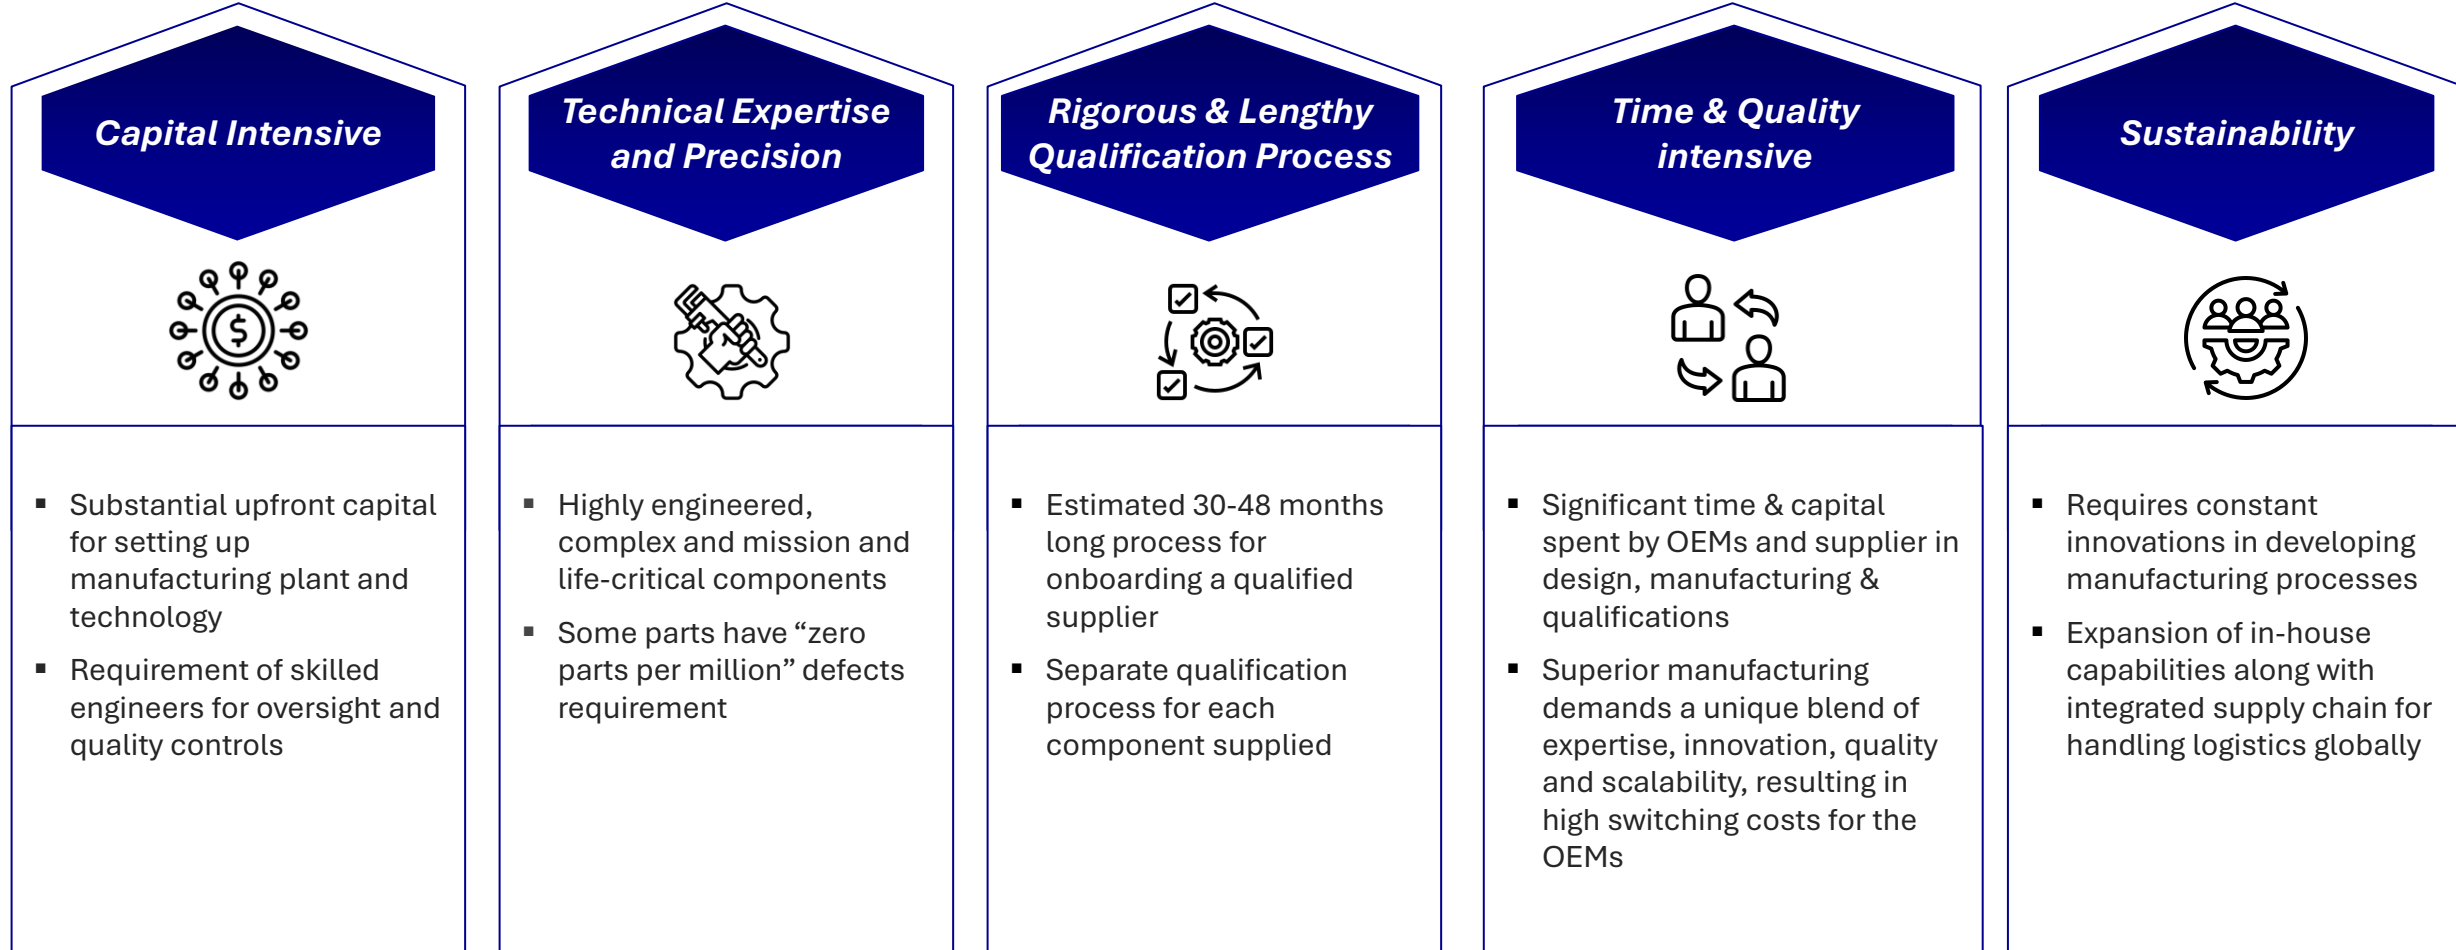 Capital Intensive
▪ Substantial upfront capital
for setting up
manufacturing plant and
technology
▪ Requirement of skilled
engineers for oversight and
quality controls
Technical Expertise
and Precision
▪ Highly engineered,
complex and mission and
life-critical components
▪ Some parts have “zero
parts per million” defects
requirement
Rigorous & Lengthy
Qualification Process
▪ Estimated 30-48 months
long process for
onboarding a qualified
supplier
▪ Separate qualification
process for each
component supplied
Time & Quality
intensive
▪ Significant time & capital
spent by OEMs and supplier in
design, manufacturing &
qualifications
▪ Superior manufacturing
demands a unique blend of
expertise, innovation, quality
and scalability, resulting in
high switching costs for the
OEMs
Sustainability
▪ Requires constant
innovations in developing
manufacturing processes
▪ Expansion of in-house
capabilities along with
integrated supply chain for
handling logistics globally